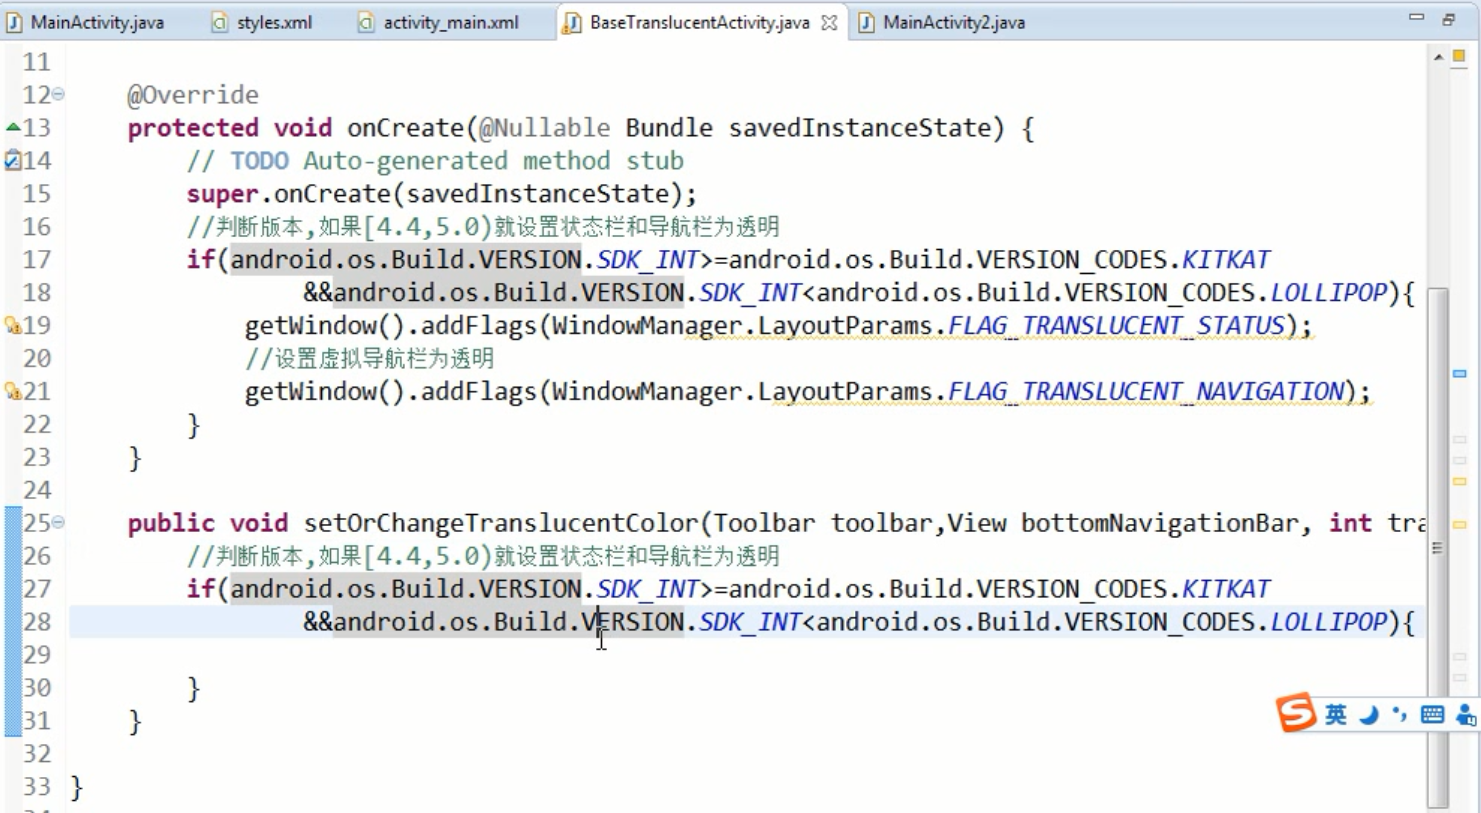 MainActivity.java styles.xml activity_main.xml BaseTranslucentActivity.java MainActivity2.java
11
12 @Override
13 protected void onCreate(@Nullable Bundle savedInstanceState) {
14 // TODO Auto-generated method stub
15 super.onCreate(savedInstanceState);
16 //判断版本,如果[4.4,5.0)就设置状态栏和导航栏为透明
17 if(android.os.Build.VERSION.SDK_INT>=android.os.Build.VERSION_CODES.KITKAT
18 &&android.os.Build.VERSION.SDK_INT<android.os.Build.VERSION_CODES.LOLLIPOP){
19 getWindow().addFlags(WindowManager.LayoutParams.FLAG_TRANSLUCENT_STATUS);
20 //设置虚拟导航栏为透明
21 getWindow().addFlags(WindowManager.LayoutParams.FLAG_TRANSLUCENT_NAVIGATION);
22 }
23 }
24
25 public void setOrChangeTranslucentColor(Toolbar toolbar,View bottomNavigationBar, int tra
26 //判断版本,如果[4.4,5.0)就设置状态栏和导航栏为透明
27 if(android.os.Build.VERSION.SDK_INT>=android.os.Build.VERSION_CODES.KITKAT
28 &&android.os.Build.VERSION.SDK_INT<android.os.Build.VERSION_CODES.LOLLIPOP){
29
30 }
31 }
英
32
33 }